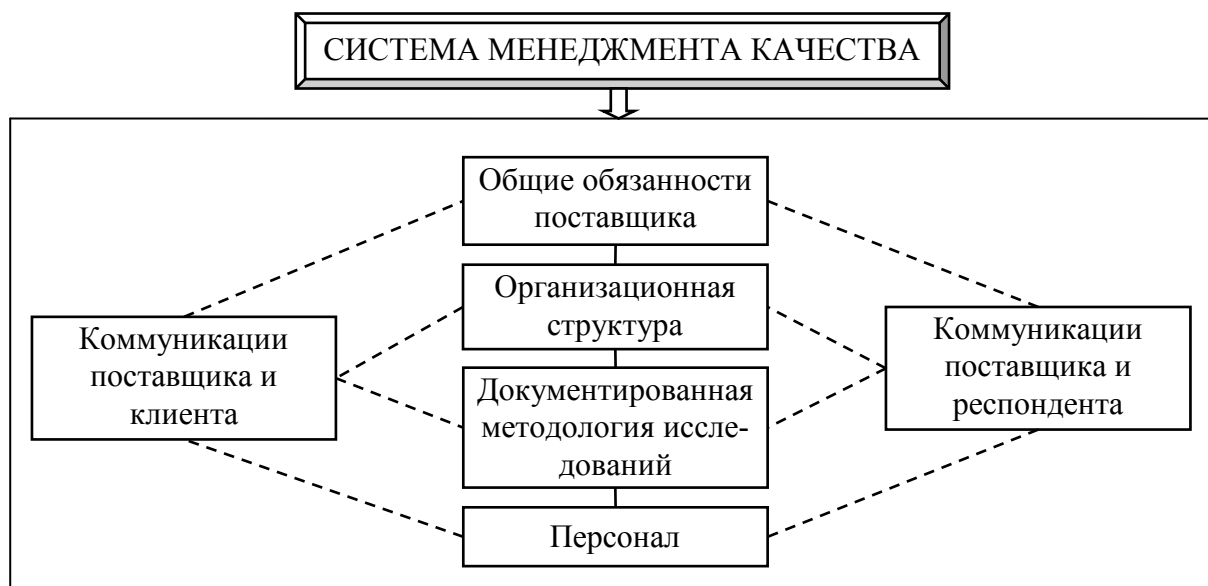 СИСТЕМА МЕНЕДЖМЕНТА КАЧЕСТВА
Общие обязанности
поставщика
Организационная
структура
Коммуникации
поставщика и
клиента
Документированная
методология иссле-
дований
Коммуникации
поставщика и
респондента
Персонал